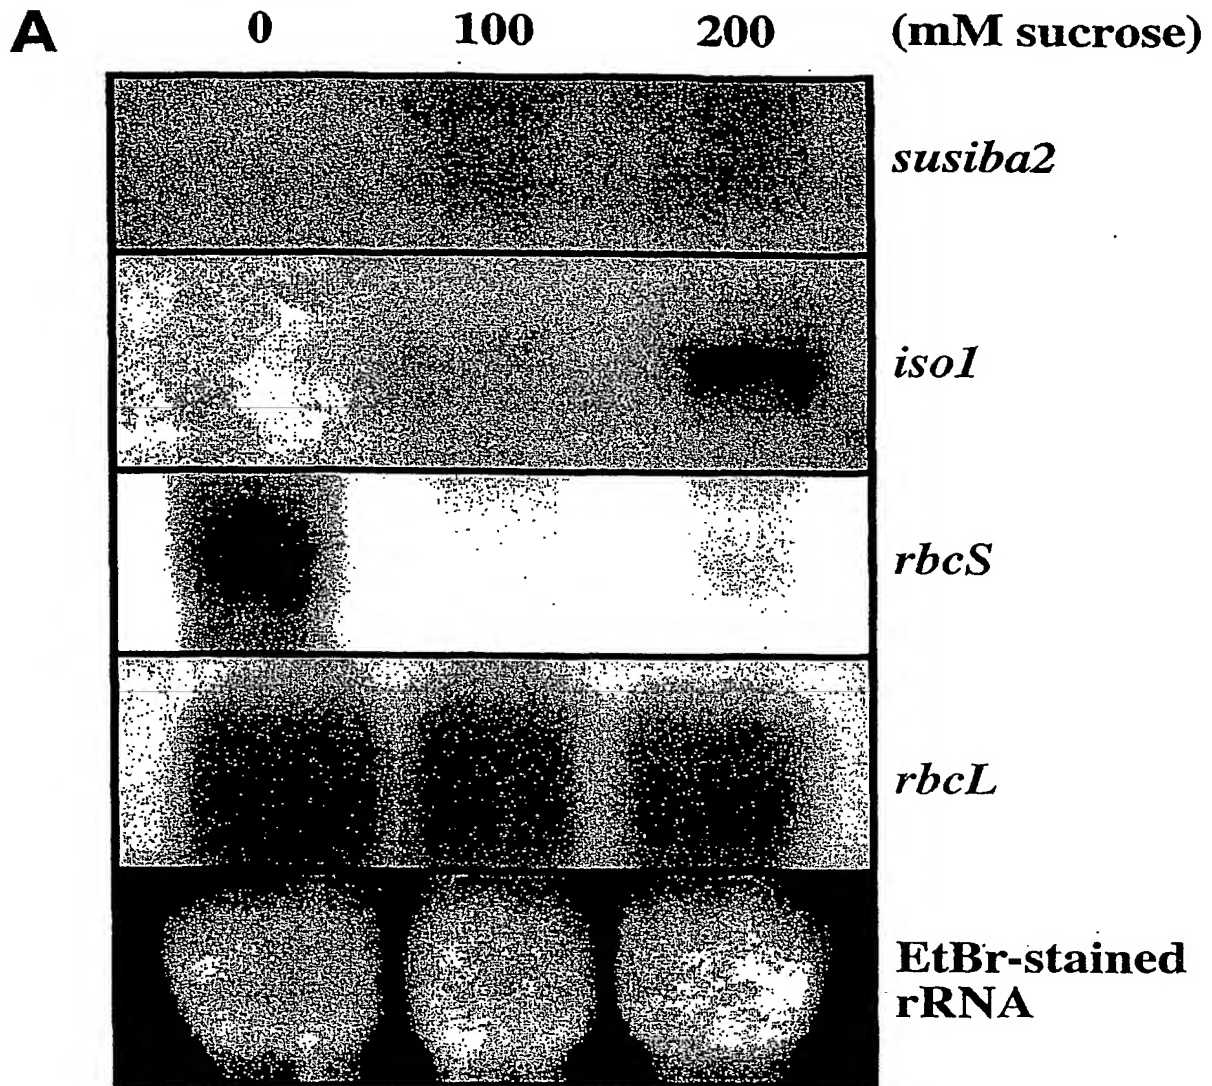 A 0 100 200 (mM sucrose)
susiba2
iso1
rbcS
rbcL
EtBr-stained
rRNA